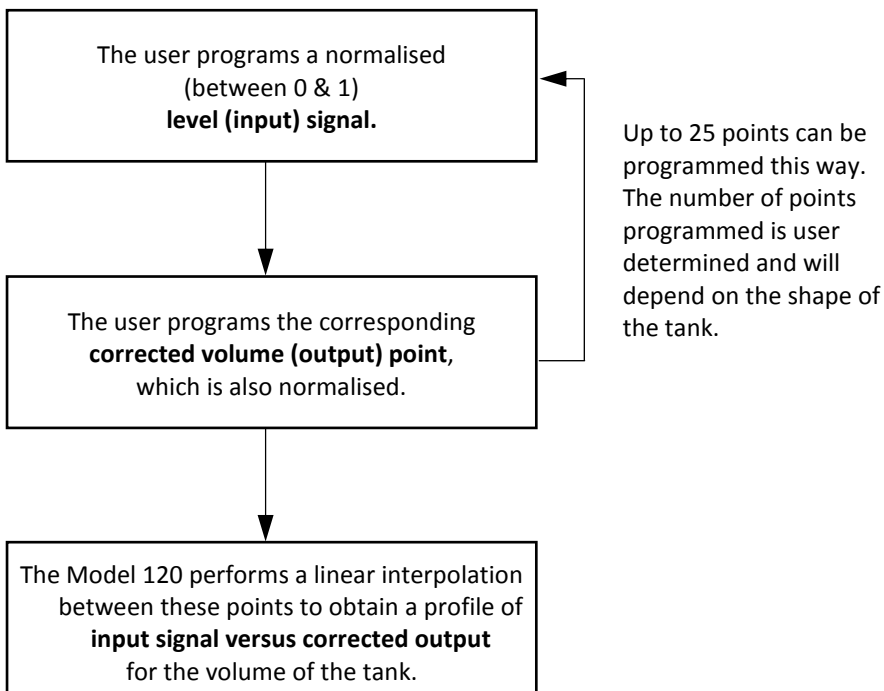 The user programs a normalised
(between 0 & 1)
level (input) signal.
Up to 25 points can be
programmed this way.
The number of points
programmed is user
determined and will
depend on the shape of
the tank.
The user programs the corresponding
corrected volume (output) point,
which is also normalised.
The Model 120 performs a linear interpolation
between these points to obtain a profile of
input signal versus corrected output
for the volume of the tank.